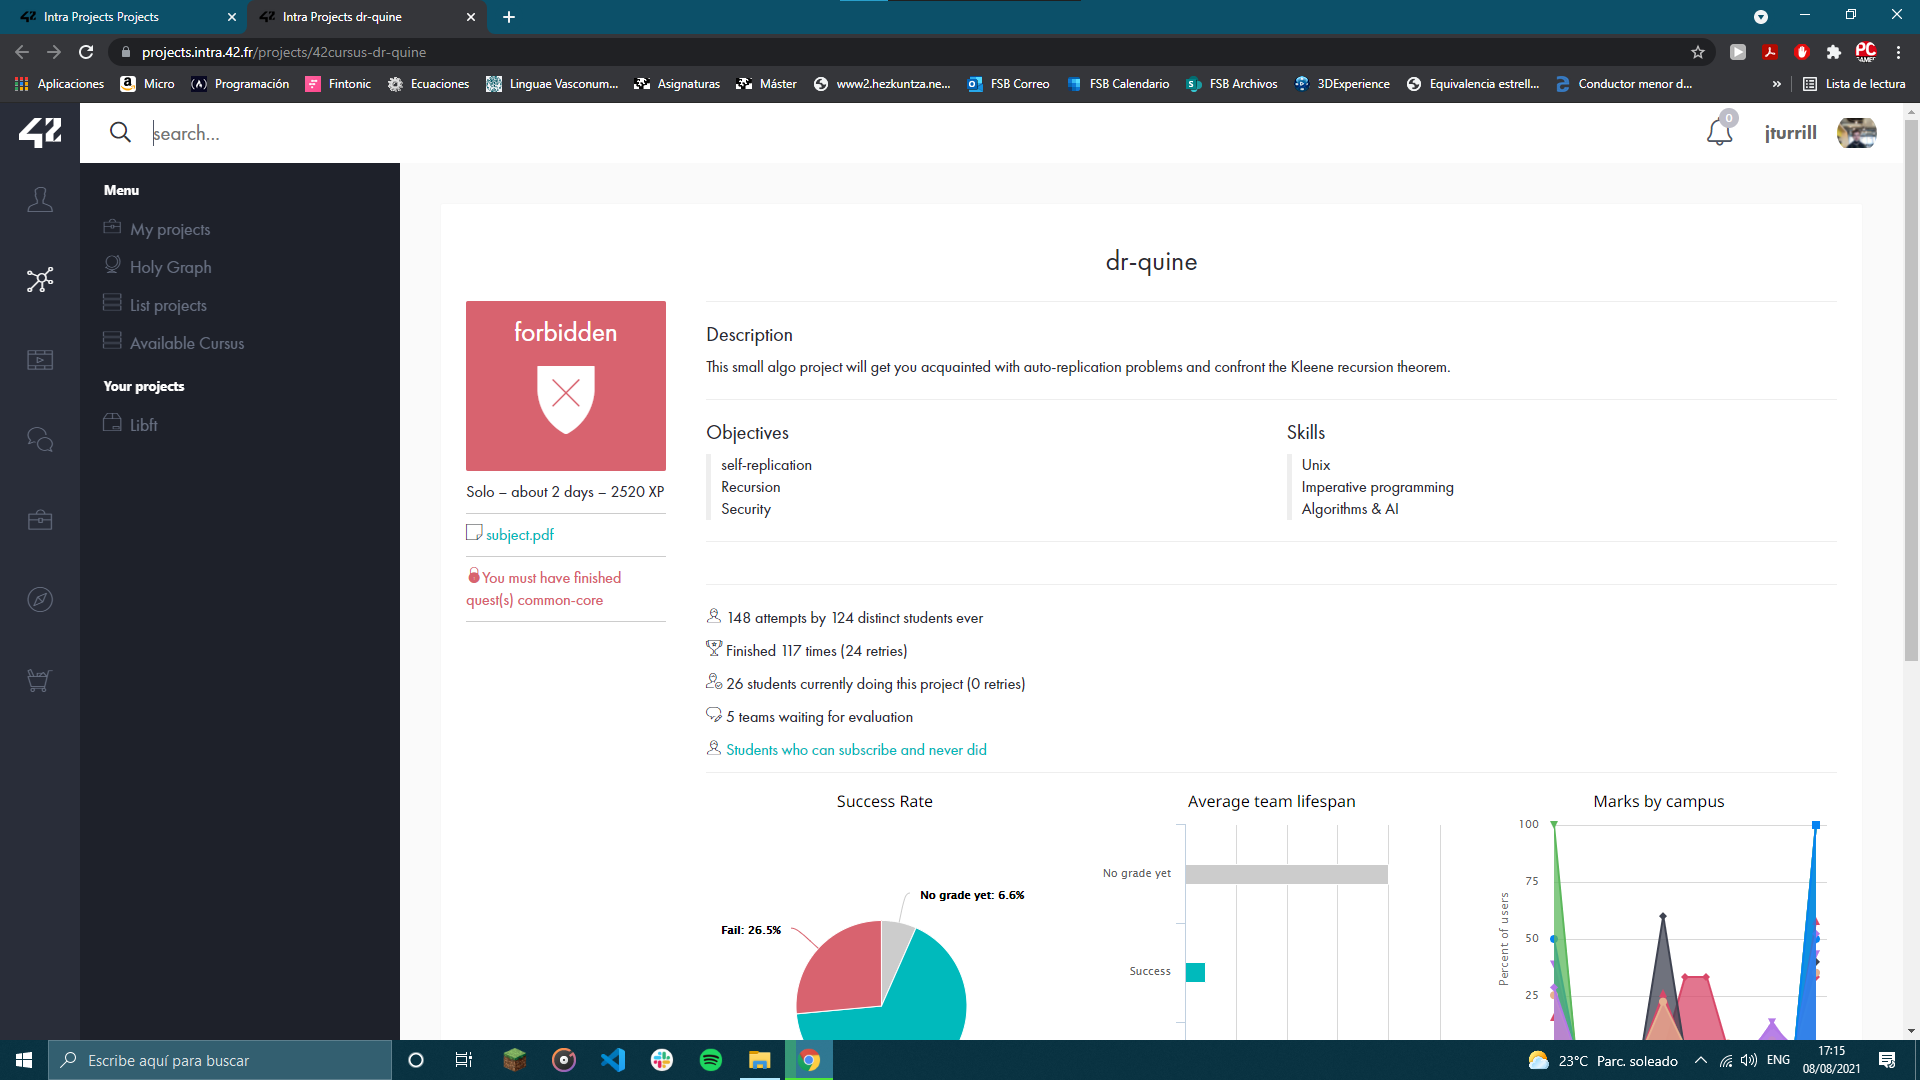 Intra Projects Projects
Intra Projects dr-quine
projects.intra.42.fr/projects/42cursus-dr-quine
Aplicaciones
Micro
Programación
Fintonic
Ecuaciones
Linguae Vasconum...
Asignaturas
Máster
www2.hezkuntza.ne...
FSB Correo
FSB Calendario
FSB Archivos
3DExperience
Equivalencia estrell...
Conductor menor d...
»
Lista de lectura
42
search...
0
jturrill
Menu
My projects
Holy Graph
List projects
Available Cursus
Your projects
Libft
dr-quine
forbidden
Solo – about 2 days – 2520 XP
subject.pdf
You must have finished
quest(s) common-core
Description
This small algo project will get you acquainted with auto-replication problems and confront the Kleene recursion theorem.
Objectives
self-replication
Recursion
Security
Skills
Unix
Imperative programming
Algorithms & AI
148 attempts by 124 distinct students ever
Finished 117 times (24 retries)
26 students currently doing this project (0 retries)
5 teams waiting for evaluation
Students who can subscribe and never did
Success Rate
No grade yet: 6.6%
Fail: 26.5%
Average team lifespan
No grade yet
Success
Marks by campus
Percent of users
100
75
50
25
Escribe aquí para buscar
23°C Parc. soleado
ENG
17:15
08/08/2021